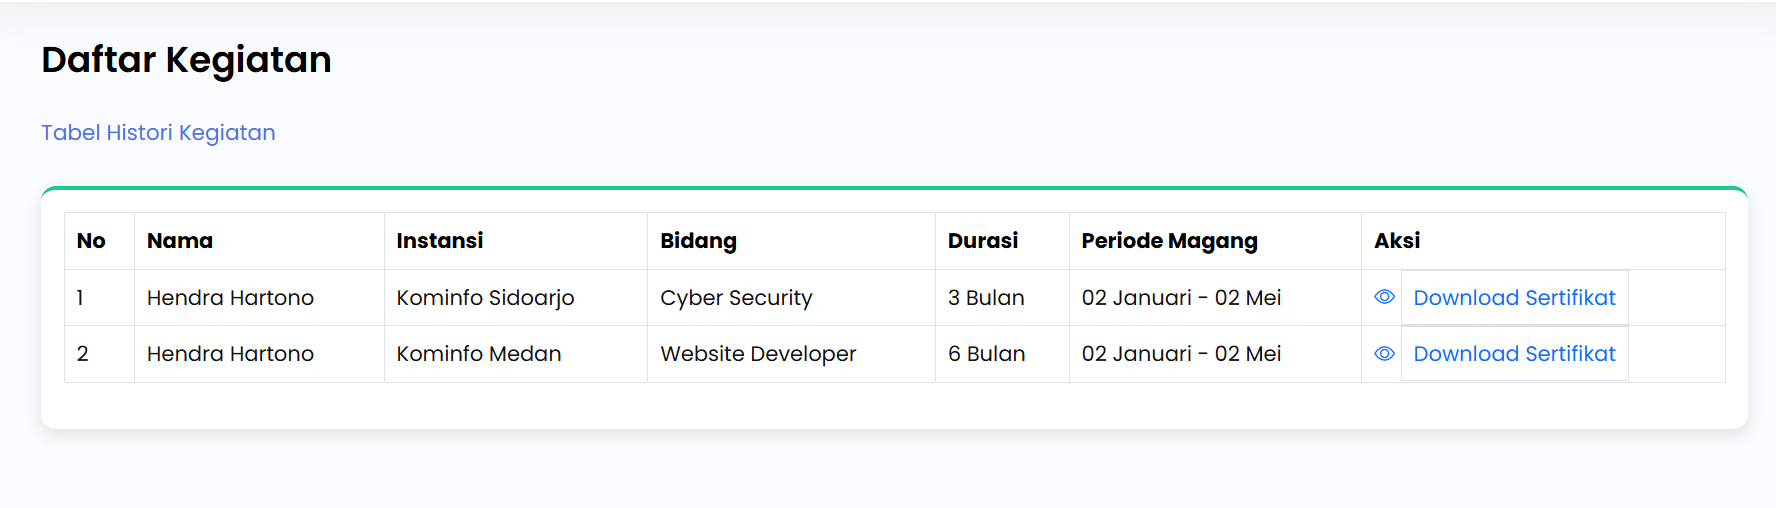 Daftar Kegiatan
Tabel Histori Kegiatan
No Nama Instansi Bidang Durasi Periode Magang Aksi
1 Hendra Hartono Kominfo Sidoarjo Cyber Security 3 Bulan 02 Januari - 02 Mei Download Sertifikat
2 Hendra Hartono Kominfo Medan Website Developer 6 Bulan 02 Januari - 02 Mei Download Sertifikat